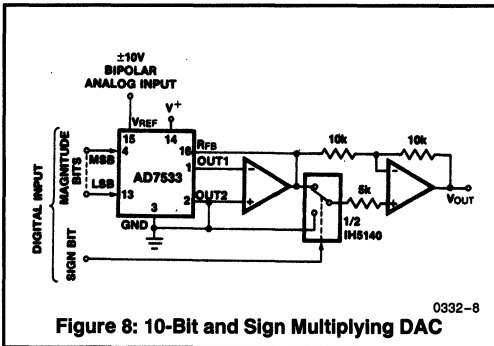 ±10V
BIPOLAR
ANALOG INPUT
VREF
V+
15
14
4
MSB
16
RFB
1
OUT1
10k
10k
AD7533
LSB
13
2
OUT2
3
GND
5k
VOUT
1/2
IH5140
DIGITAL INPUT
MAGNITUDE
BITS
SIGN BIT
0332-8
Figure 8: 10-Bit and Sign Multiplying DAC